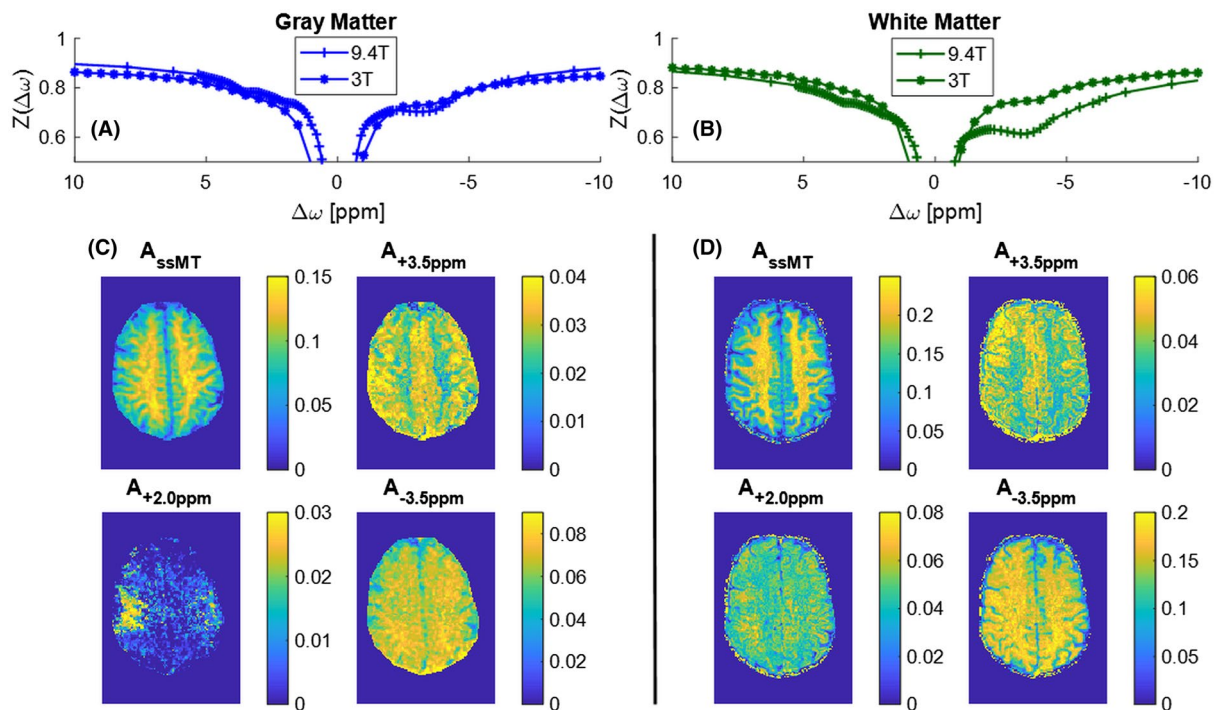 Gray Matter
White Matter
1
0.8
0.6
Z(Δω)
(A)
9.4T
3T
10
5
0
-5
-10
Δω [ppm]
1
0.8
0.6
Z(Δω)
(B)
9.4T
3T
10
5
0
-5
-10
Δω [ppm]
(C)
AssMT
0.15
0.1
0.05
0
A+3.5ppm
0.04
0.03
0.02
0.01
0
A+2.0ppm
0.03
0.02
0.01
0
A-3.5ppm
0.08
0.06
0.04
0.02
0
(D)
AssMT
0.2
0.15
0.1
0.05
0
A+3.5ppm
0.06
0.04
0.02
0
A+2.0ppm
0.08
0.06
0.04
0.02
0
A-3.5ppm
0.2
0.15
0.1
0.05
0